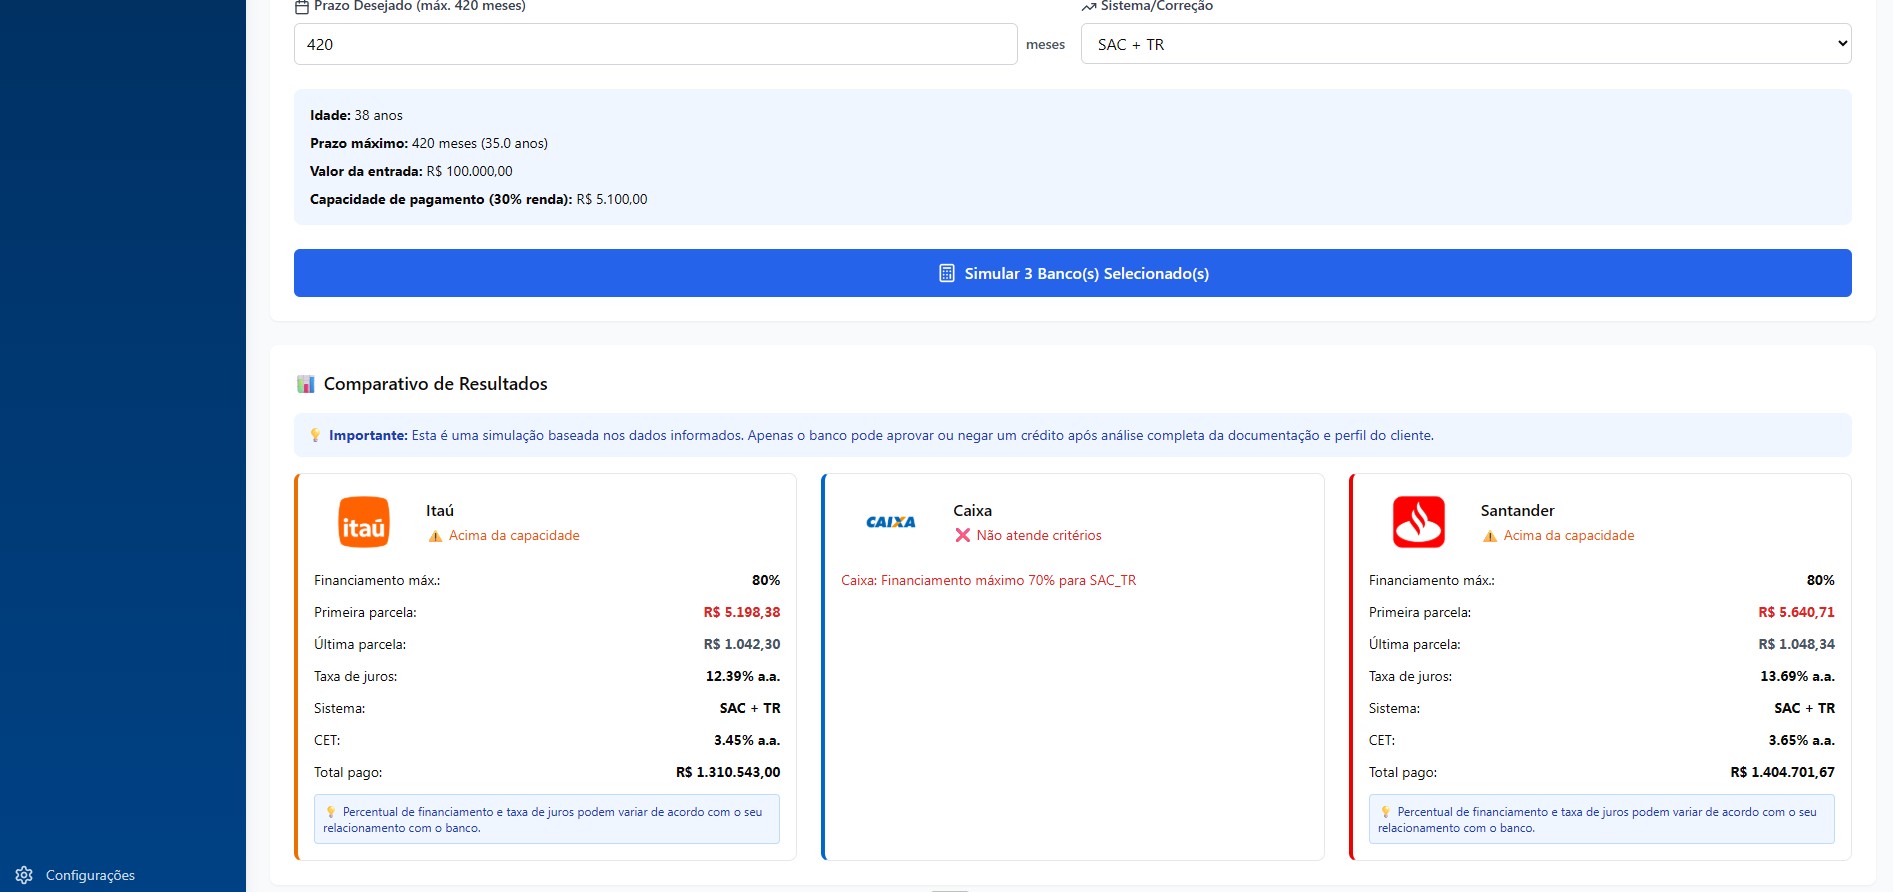 Prazo Desejado (máx. 420 meses)
420
meses
Sistema/Correção
SAC + TR
Idade: 38 anos
Prazo máximo: 420 meses (35.0 anos)
Valor da entrada: R$ 100.000,00
Capacidade de pagamento (30% renda): R$ 5.100,00
Simular 3 Banco(s) Selecionado(s)
Comparativo de Resultados
Importante: Esta é uma simulação baseada nos dados informados. Apenas o banco pode aprovar ou negar um crédito após análise completa da documentação e perfil do cliente.
itaú
Itaú
Acima da capacidade
Financiamento máx.: 80%
Primeira parcela: R$ 5.198,38
Última parcela: R$ 1.042,30
Taxa de juros: 12.39% a.a.
Sistema: SAC + TR
CET: 3.45% a.a.
Total pago: R$ 1.310.543,00
Percentual de financiamento e taxa de juros podem variar de acordo com o seu
relacionamento com o banco.
CAIXA
Caixa
Não atende critérios
Caixa: Financiamento máximo 70% para SAC_TR
Santander
Acima da capacidade
Financiamento máx.: 80%
Primeira parcela: R$ 5.640,71
Última parcela: R$ 1.048,34
Taxa de juros: 13.69% a.a.
Sistema: SAC + TR
CET: 3.65% a.a.
Total pago: R$ 1.404.701,67
Percentual de financiamento e taxa de juros podem variar de acordo com o seu
relacionamento com o banco.
Configurações